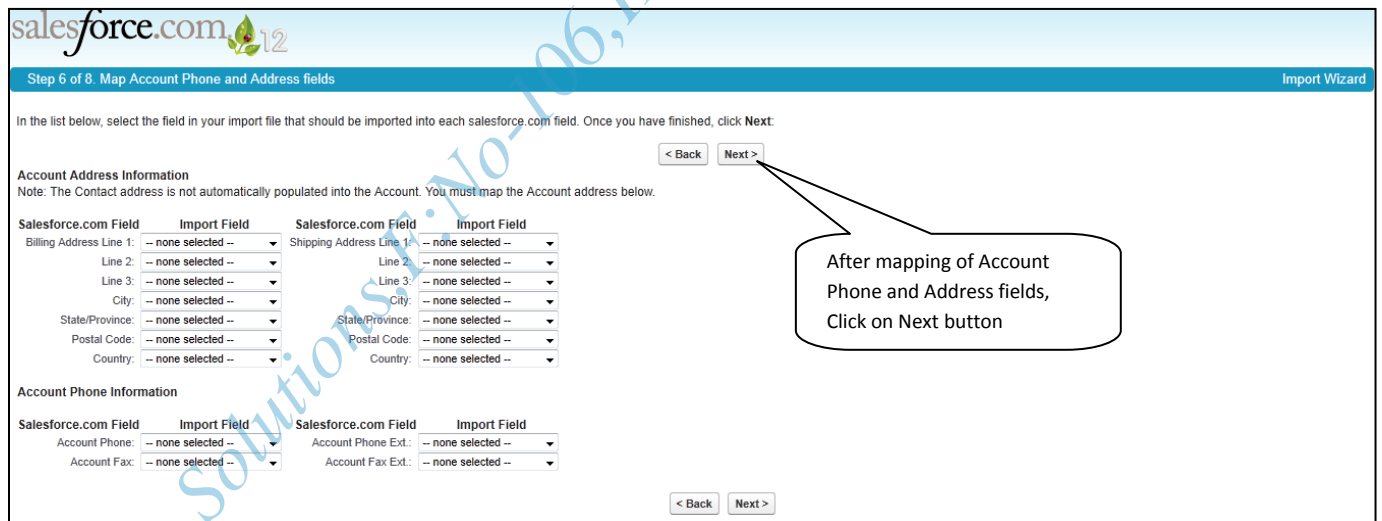 salesforce.com 12
Step 6 of 8. Map Account Phone and Address fields Import Wizard
In the list below, select the field in your import file that should be imported into each salesforce.com field. Once you have finished, click Next:
< Back Next >
Account Address Information
Note: The Contact address is not automatically populated into the Account. You must map the Account address below.
Salesforce.com Field Import Field Salesforce.com Field Import Field
Billing Address Line 1: -- none selected -- Shipping Address Line 1: -- none selected --
Line 2: -- none selected -- Line 2: -- none selected --
Line 3: -- none selected -- Line 3: -- none selected --
City: -- none selected -- City: -- none selected --
State/Province: -- none selected -- State/Province: -- none selected --
Postal Code: -- none selected -- Postal Code: -- none selected --
Country: -- none selected -- Country: -- none selected --
Account Phone Information
Salesforce.com Field Import Field Salesforce.com Field Import Field
Account Phone: -- none selected -- Account Phone Ext.: -- none selected --
Account Fax: -- none selected -- Account Fax Ext.: -- none selected --
< Back Next >
After mapping of Account
Phone and Address fields,
Click on Next button
Solutions, F:No-106,